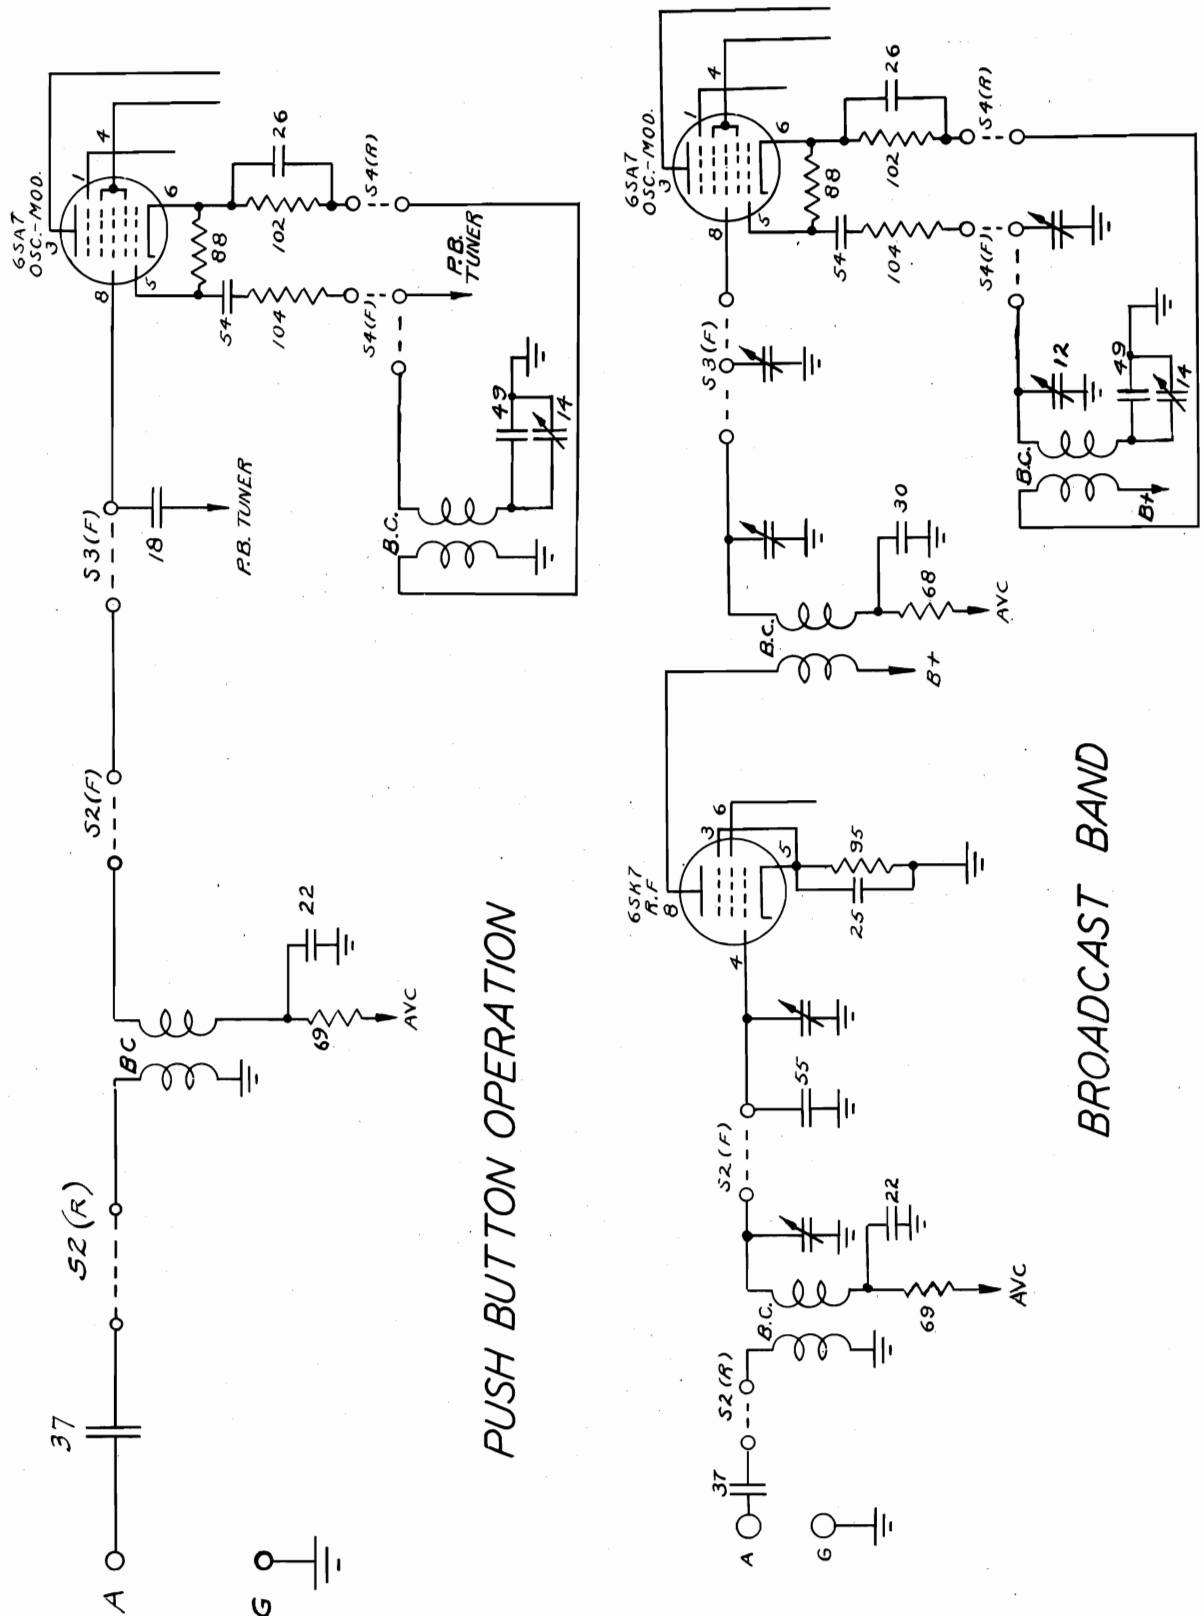 6SA7
OSC.-MOD.
3
1
4
8
5
6
88
26
102
54
104
S4(R)
S4(F)
P.B.
TUNER
S3(F)
18
P.B. TUNER
B.C.
49
14
S2(F)
BC
22
69
AVC
S2(R)
37
A
G
PUSH BUTTON OPERATION
6SA7
OSC.-MOD.
3
1
4
8
5
6
88
26
102
54
104
S4(R)
S4(F)
S3(F)
12
49
14
B.C.
B+
B.C.
30
68
AVC
B+
6SK7
R.F
8
3
6
5
4
95
25
55
S2(F)
B.C.
22
69
AVC
S2(R)
37
A
G
BROADCAST BAND